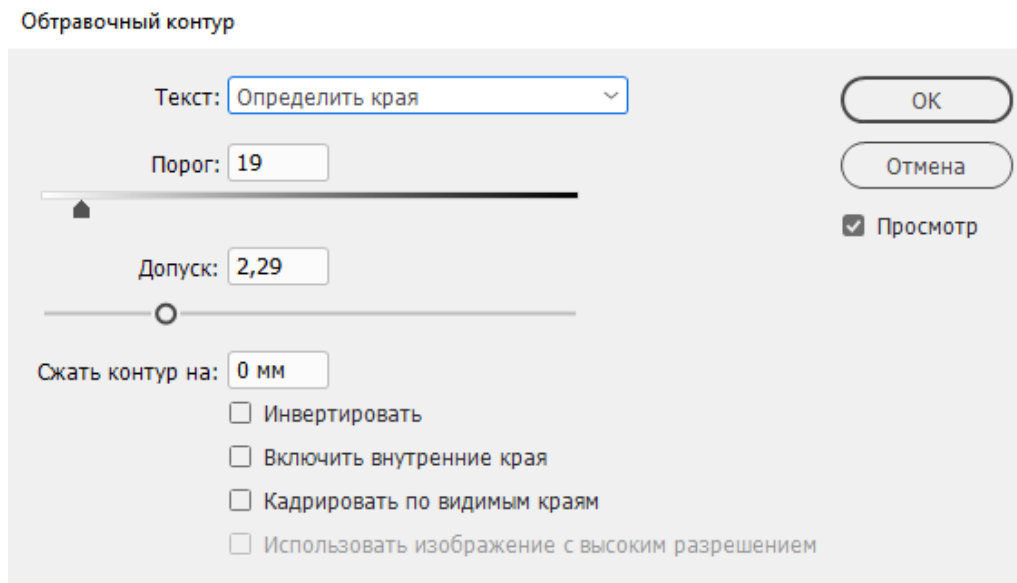 Обтравочный контур
Текст: Определить края
OK
Порог: 19
Отмена
Просмотр
Допуск: 2,29
Сжать контур на: 0 мм
Инвертировать
Включить внутренние края
Кадрировать по видимым краям
Использовать изображение с высоким разрешением